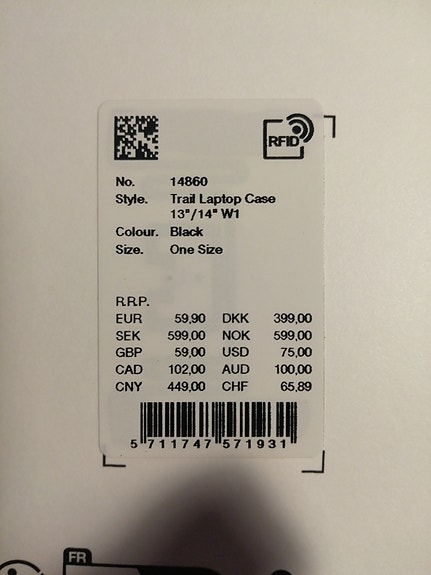 RFID
No. 14860
Style. Trail Laptop Case
13"/14" W1
Colour. Black
Size. One Size
R.R.P.
EUR 59,90 DKK 399,00
SEK 599,00 NOK 599,00
GBP 59,00 USD 75,00
CAD 102,00 AUD 100,00
CNY 449,00 CHF 65,89
5 711747 571931
FR